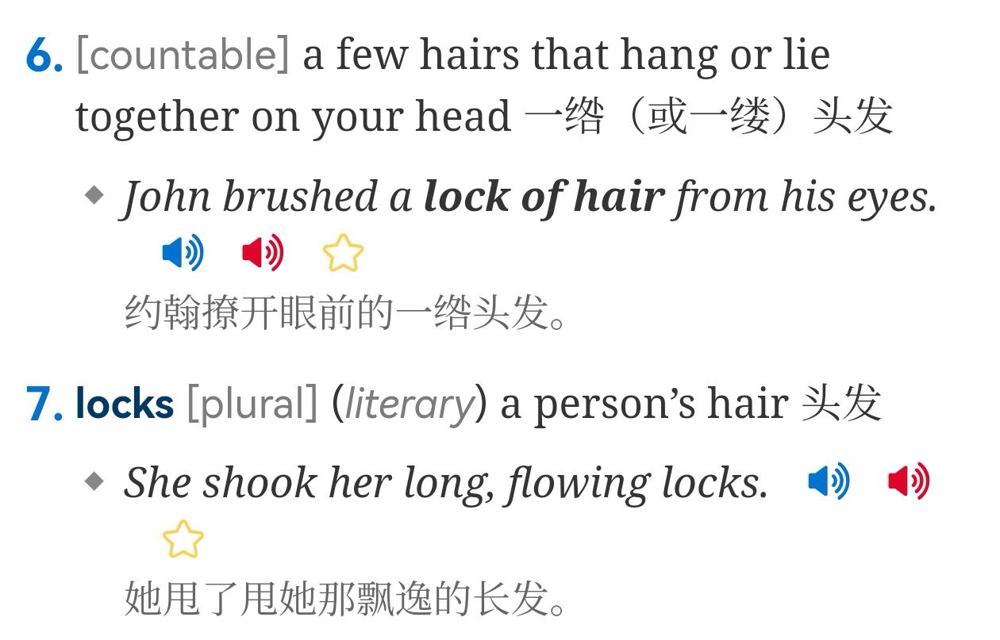 6. [countable] a few hairs that hang or lie
together on your head 一绺（或一缕）头发
John brushed a lock of hair from his eyes.
约翰撩开眼前的一绺头发。
7. locks [plural] (literary) a person’s hair 头发
She shook her long, flowing locks.
她甩了甩她那飘逸的长发。